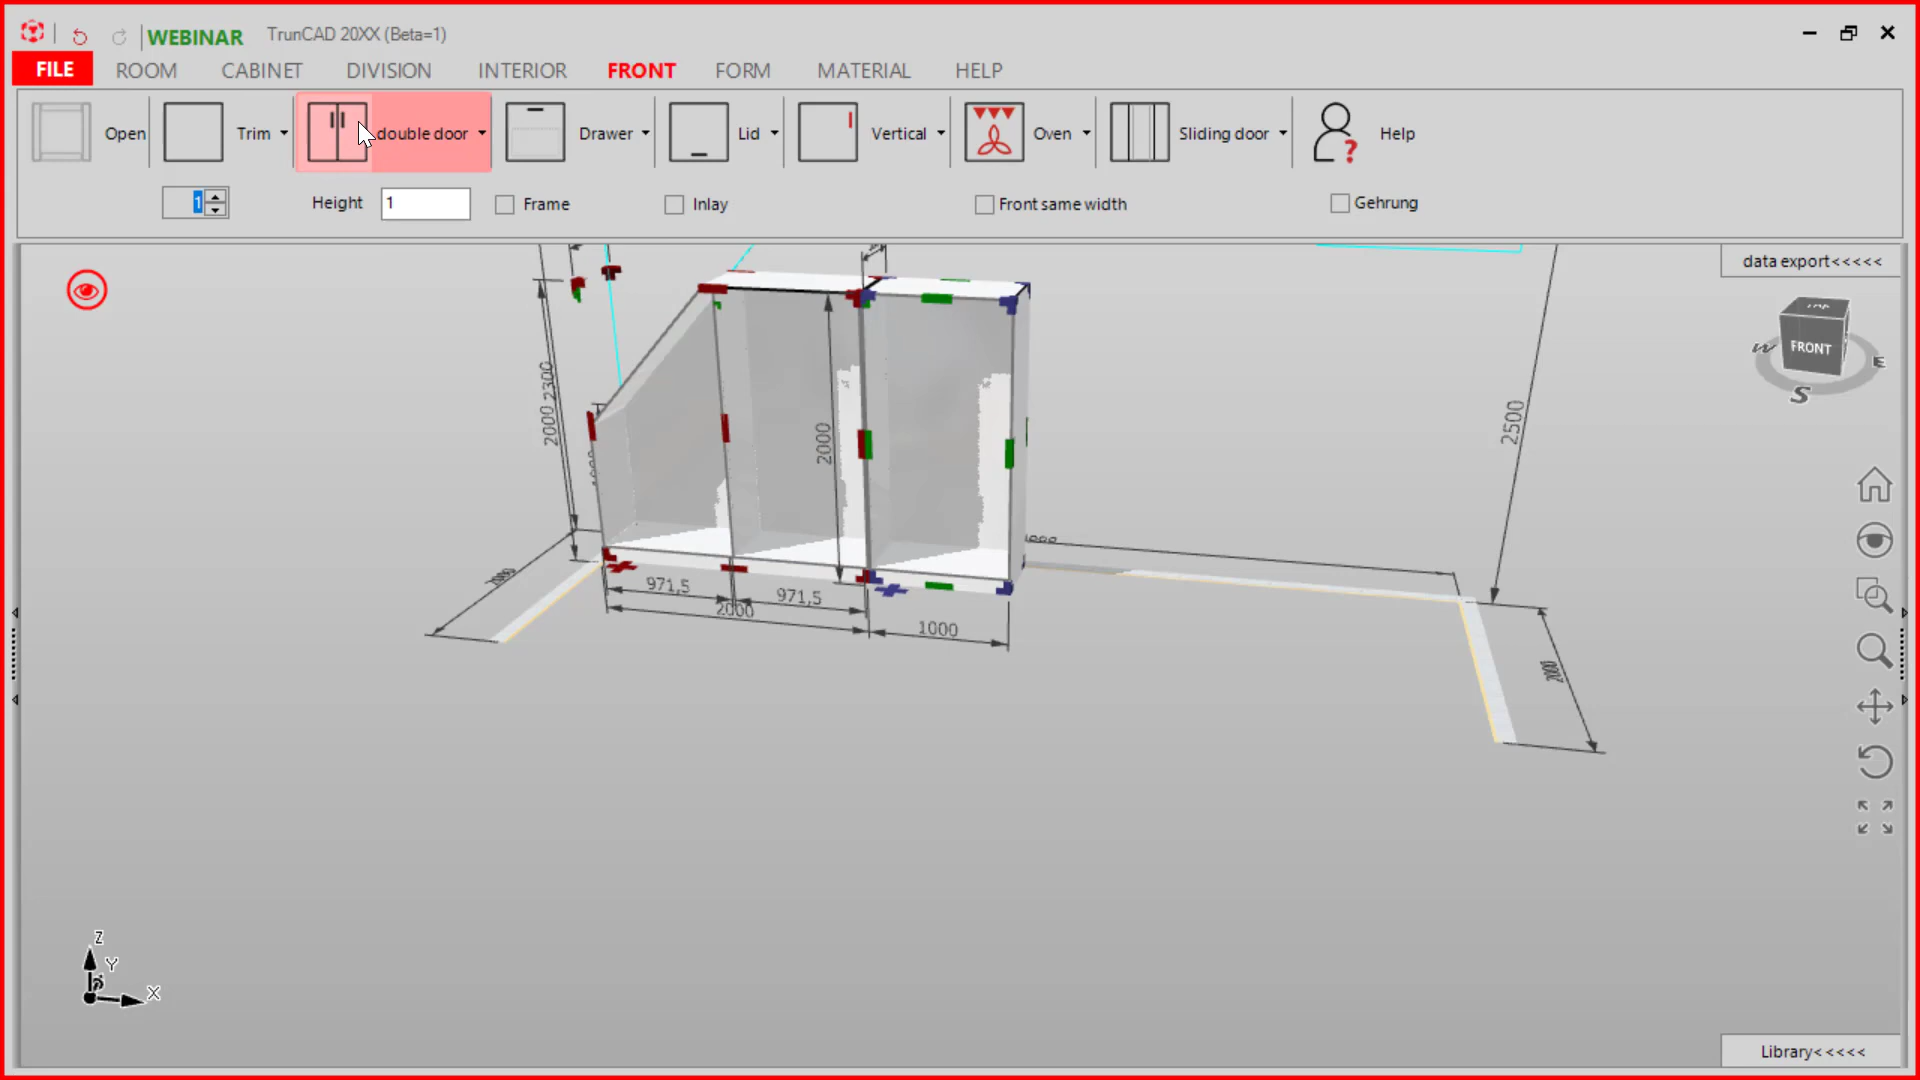 WEBINAR TrunCAD 20XX (Beta=1)
FILE ROOM CABINET DIVISION INTERIOR FRONT FORM MATERIAL HELP
Open Trim double door Drawer Lid Vertical Oven Sliding door Help
1 Height 1 Frame Inlay Front same width Gehrung
data export<<<<<
TAP
FRONT
W
E
S
2300
2000
2000
2500
971,5
971,5
2000
1000
2000
Z
Y
X
Library<<<<<